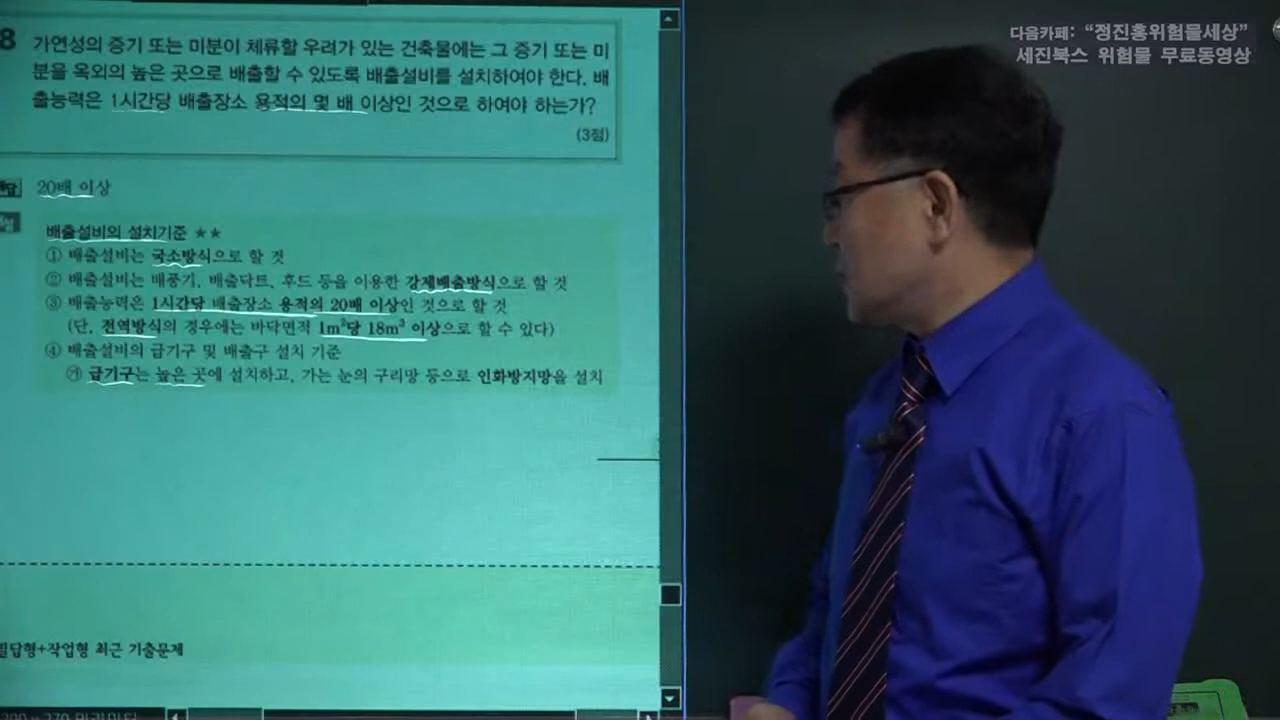 다음카페: “정진홍위험물세상”
세진북스 위험물 무료동영상
8 가연성의 증기 또는 미분이 체류할 우려가 있는 건축물에는 그 증기 또는 미
분을 옥외의 높은 곳으로 배출할 수 있도록 배출설비를 설치하여야 한다. 배
출능력은 1시간당 배출장소 용적의 몇 배 이상인 것으로 하여야 하는가?
(3점)
20배 이상
배출설비의 설치기준 ★★
① 배출설비는 국소방식으로 할 것
② 배출설비는 배풍기, 배출닥트, 후드 등을 이용한 강제배출방식으로 할 것
③ 배출능력은 1시간당 배출장소 용적의 20배 이상인 것으로 할 것
(단, 전역방식의 경우에는 바닥면적 1m²당 18m³ 이상으로 할 수 있다)
④ 배출설비의 급기구 및 배출구 설치 기준
㉮ 급기구는 높은 곳에 설치하고, 가는 눈의 구리망 등으로 인화방지망을 설치
필답형+작업형 최근 기출문제